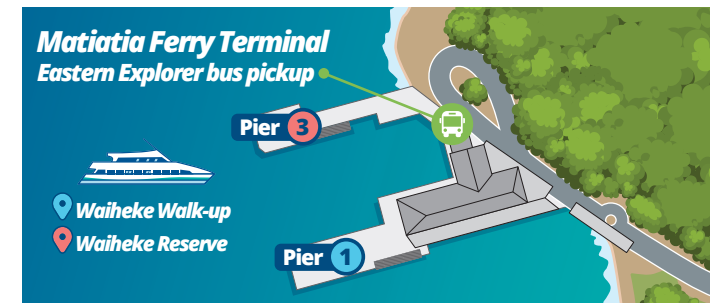 Matiatia Ferry Terminal
Eastern Explorer bus pickup
Pier 3
Waiheke Walk-up
Waiheke Reserve
Pier 1